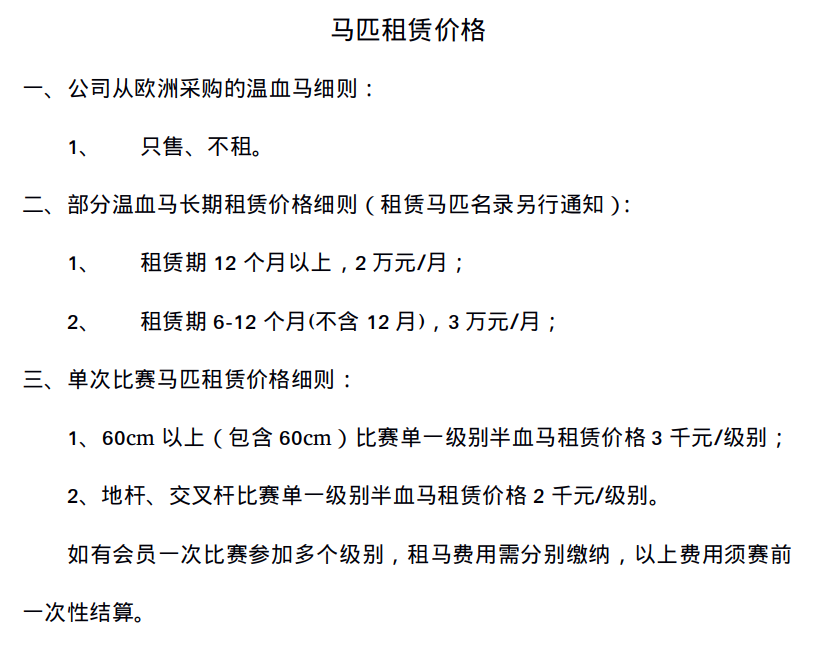 马匹租赁价格
一、公司从欧洲采购的温血马细则：
1、 只售、不租。
二、部分温血马长期租赁价格细则（租赁马匹名录另行通知）：
1、 租赁期 12 个月以上，2 万元/月；
2、 租赁期 6-12 个月(不含 12 月)，3 万元/月；
三、单次比赛马匹租赁价格细则：
1、60cm 以上（包含 60cm）比赛单一级别半血马租赁价格 3 千元/级别；
2、地杆、交叉杆比赛单一级别半血马租赁价格 2 千元/级别。
如有会员一次比赛参加多个级别，租马费用需分别缴纳，以上费用须赛前
一次性结算。